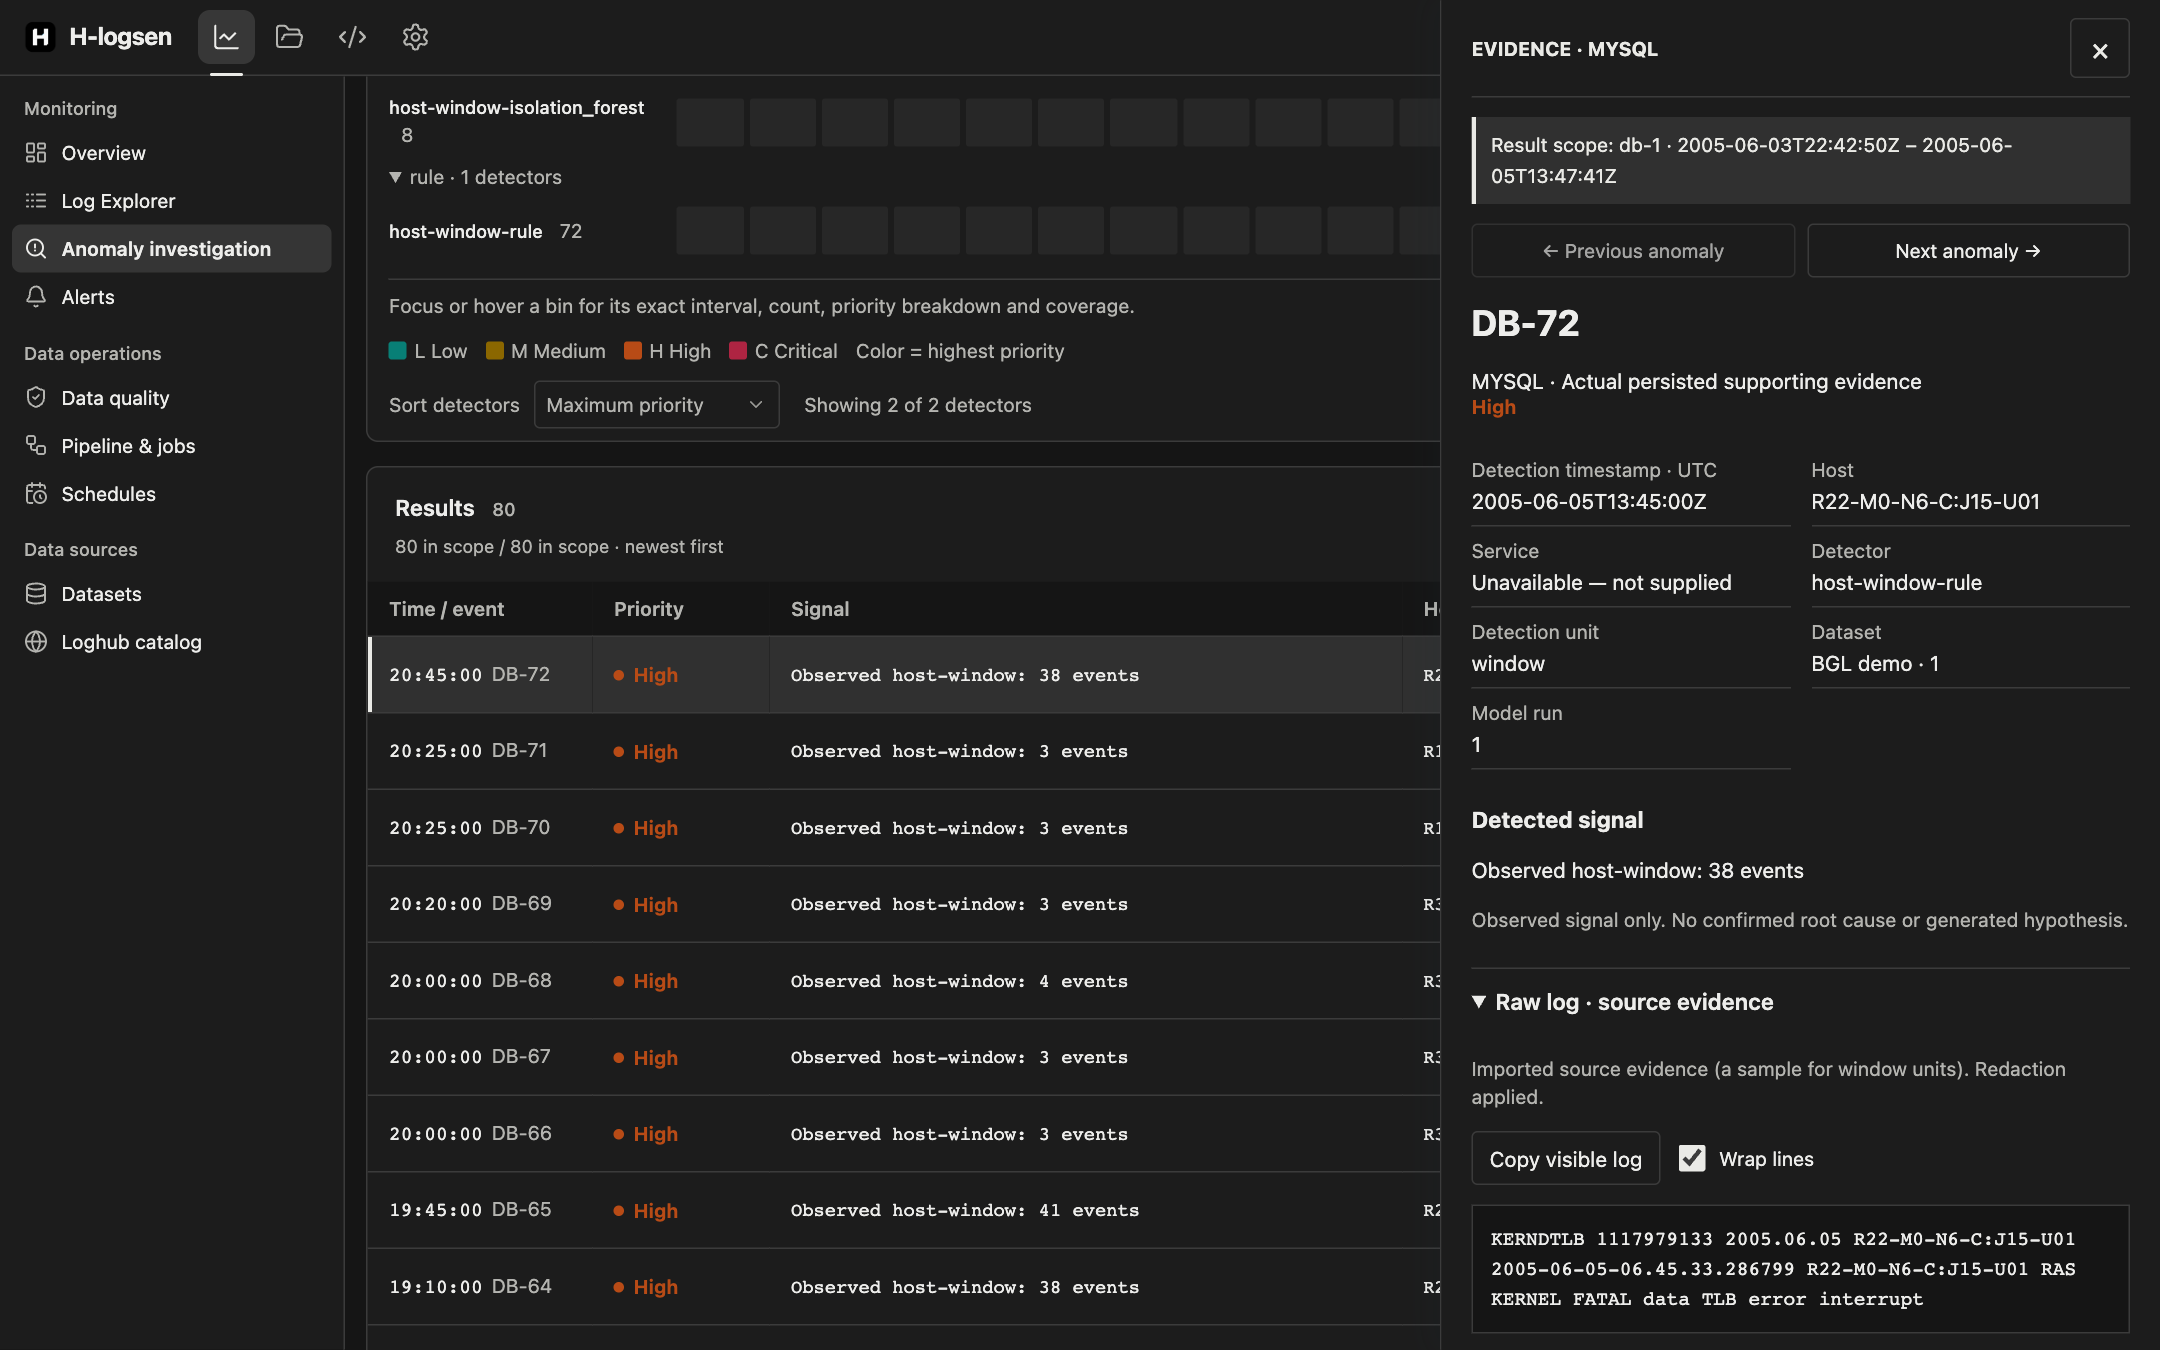 H H-logsen
Monitoring
Overview
Log Explorer
Anomaly investigation
Alerts
Data operations
Data quality
Pipeline & jobs
Schedules
Data sources
Datasets
Loghub catalog
host-window-isolation_forest
8
▼ rule · 1 detectors
host-window-rule 72
Focus or hover a bin for its exact interval, count, priority breakdown and coverage.
L Low M Medium H High C Critical Color = highest priority
Sort detectors Maximum priority Showing 2 of 2 detectors
Results 80
80 in scope / 80 in scope · newest first
Time / event Priority Signal
20:45:00 DB-72 High Observed host-window: 38 events
20:25:00 DB-71 High Observed host-window: 3 events
20:25:00 DB-70 High Observed host-window: 3 events
20:20:00 DB-69 High Observed host-window: 3 events
20:00:00 DB-68 High Observed host-window: 4 events
20:00:00 DB-67 High Observed host-window: 3 events
20:00:00 DB-66 High Observed host-window: 3 events
19:45:00 DB-65 High Observed host-window: 41 events
19:10:00 DB-64 High Observed host-window: 38 events
EVIDENCE · MYSQL
×
Result scope: db-1 · 2005-06-03T22:42:50Z – 2005-06-
05T13:47:41Z
← Previous anomaly Next anomaly →
DB-72
MYSQL · Actual persisted supporting evidence
High
Detection timestamp · UTC Host
2005-06-05T13:45:00Z R22-M0-N6-C:J15-U01
Service Detector
Unavailable — not supplied host-window-rule
Detection unit Dataset
window BGL demo · 1
Model run
1
Detected signal
Observed host-window: 38 events
Observed signal only. No confirmed root cause or generated hypothesis.
▼ Raw log · source evidence
Imported source evidence (a sample for window units). Redaction
applied.
Copy visible log Wrap lines
KERNDTLB 1117979133 2005.06.05 R22-M0-N6-C:J15-U01
2005-06-05-06.45.33.286799 R22-M0-N6-C:J15-U01 RAS
KERNEL FATAL data TLB error interrupt